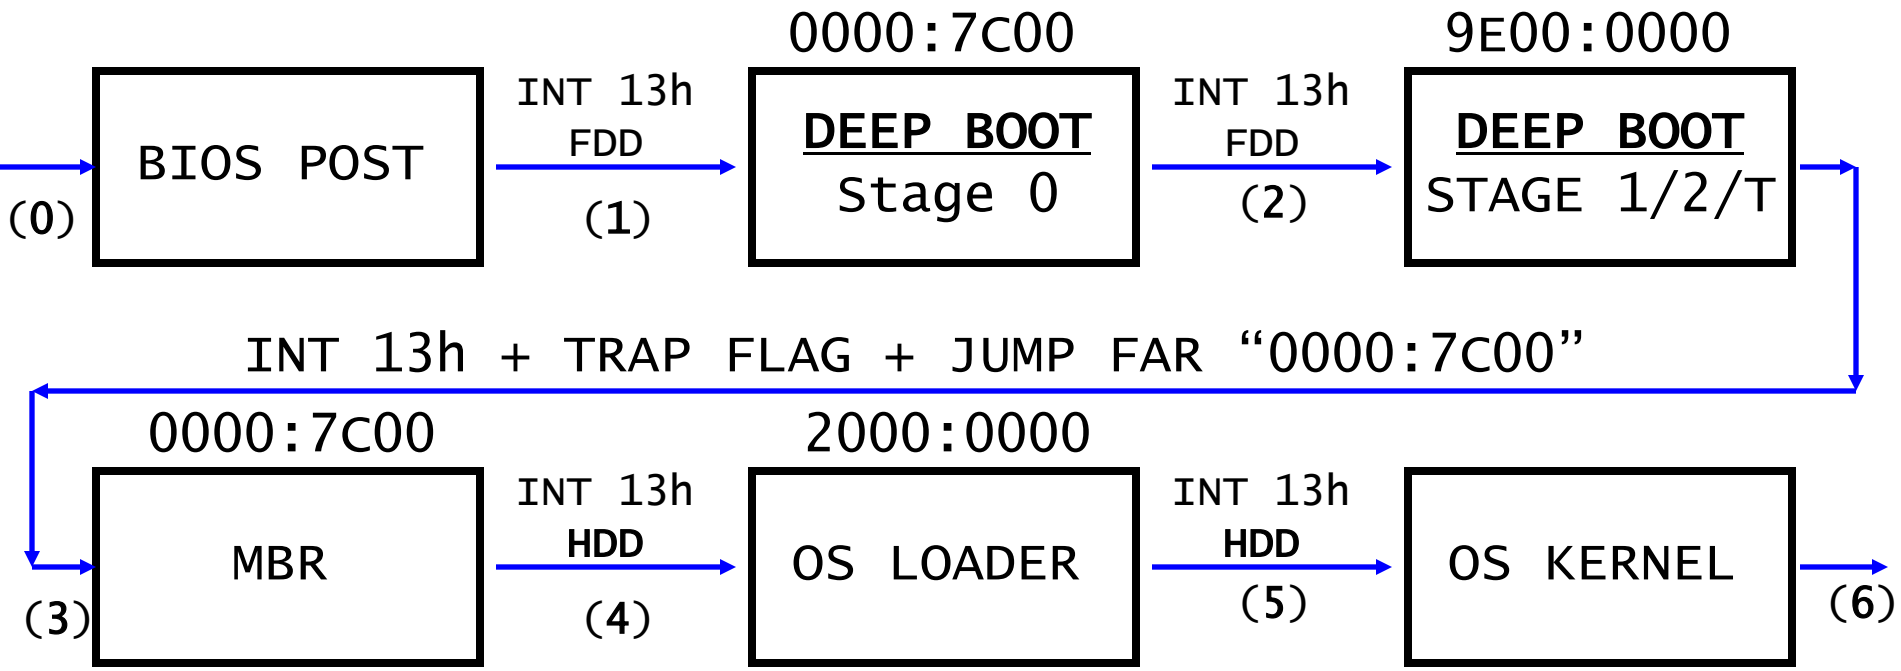 0000:7C00
9E00:0000
BIOS POST
INT 13h
FDD
(0)
(1)
DEEP BOOT
Stage 0
INT 13h
FDD
(2)
DEEP BOOT
STAGE 1/2/T
INT 13h + TRAP FLAG + JUMP FAR “0000:7C00”
0000:7C00
2000:0000
(3)
MBR
INT 13h
HDD
(4)
OS LOADER
INT 13h
HDD
(5)
OS KERNEL
(6)